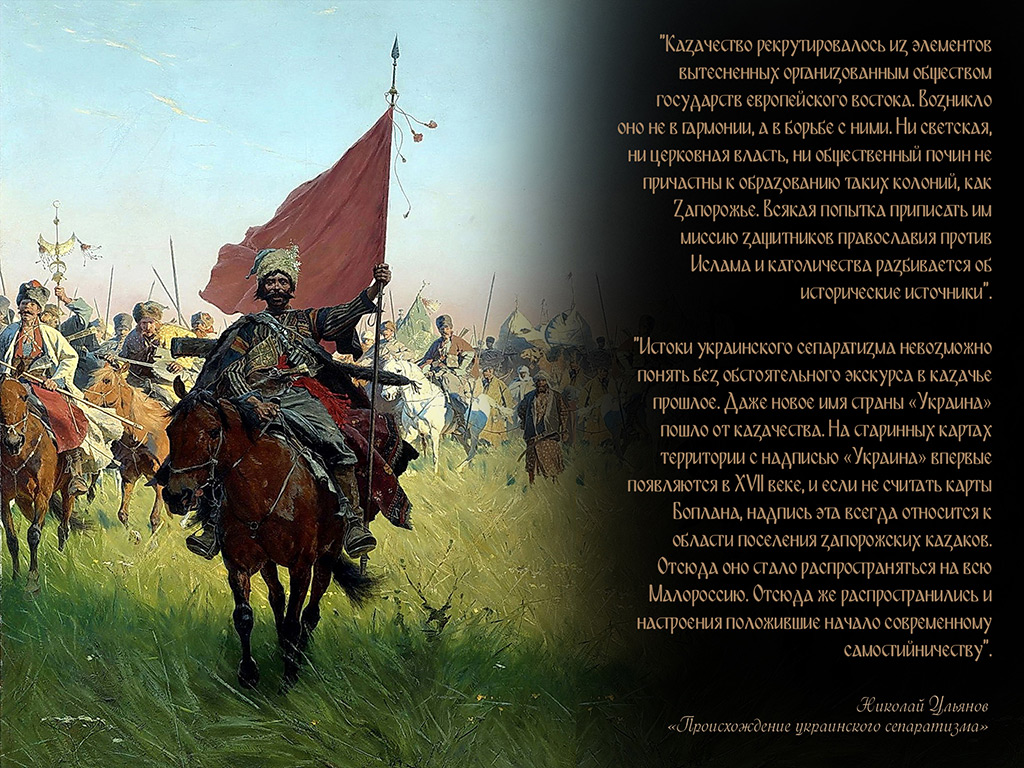 "Казачество рекрутировалось из элементов
вытесненных организованным обществом
государств европейского востока. Возникло
оно не в гармонии, а в борьбе с ними. Ни светская,
ни церковная власть, ни общественный почин не
причастны к образованию таких колоний, как
Запорожье. Всякая попытка приписать им
миссию защитников православия против
Ислама и католичества разбивается об
исторические источники".
"Истоки украинского сепаратизма невозможно
понять без обстоятельного экскурса в казачье
прошлое. Даже новое имя страны «Украина»
пошло от казачества. На старинных картах
территории с надписью «Украина» впервые
появляются в XVII веке, и если не считать карты
Боплана, надпись эта всегда относится к
области поселения запорожских казаков.
Отсюда оно стало распространяться на всю
Малороссию. Отсюда же распространились и
настроения положившие начало современному
самостийничеству".
Николай Ульянов
«Происхождение украинского сепаратизма»